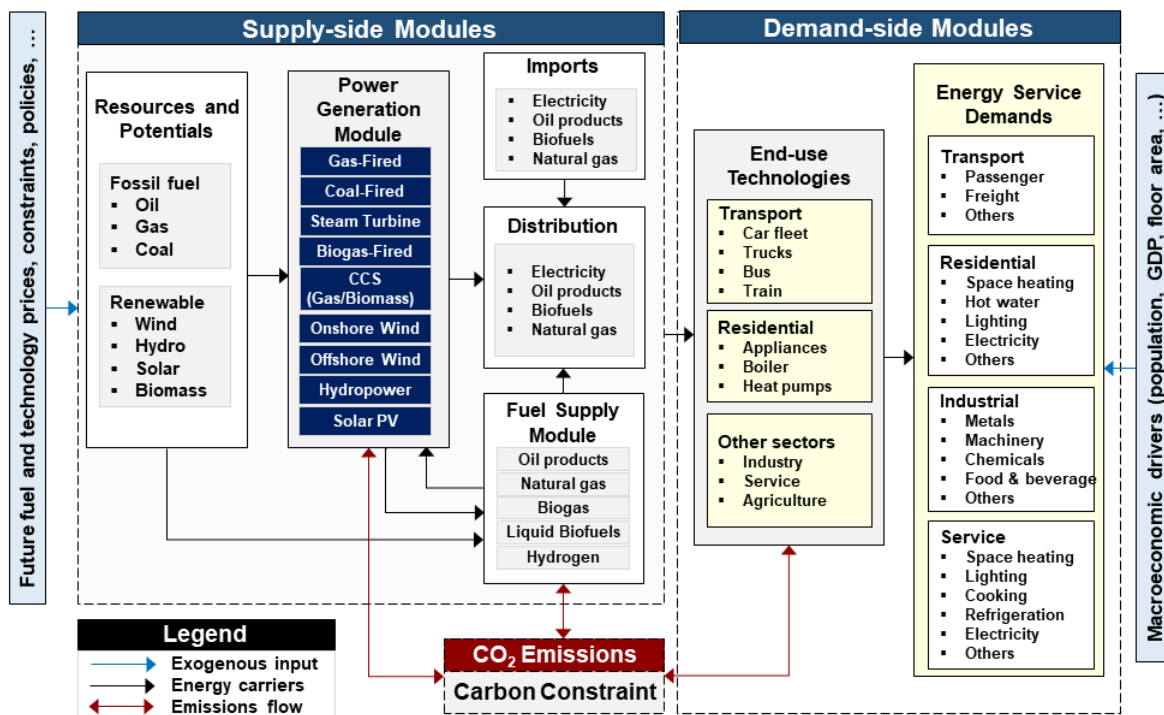 Future fuel and technology prices, constraints, policies, ...
Supply-side Modules
Resources and
Potentials
Fossil fuel
▪ Oil
▪ Gas
▪ Coal
Renewable
▪ Wind
▪ Hydro
▪ Solar
▪ Biomass
Power
Generation
Module
Gas-Fired
Coal-Fired
Steam Turbine
Biogas-Fired
CCS
(Gas/Biomass)
Onshore Wind
Offshore Wind
Hydropower
Solar PV
Imports
▪ Electricity
▪ Oil products
▪ Biofuels
▪ Natural gas
Distribution
▪ Electricity
▪ Oil products
▪ Biofuels
▪ Natural gas
Fuel Supply
Module
Oil products
Natural gas
Biogas
Liquid Biofuels
Hydrogen
Demand-side Modules
End-use
Technologies
Transport
▪ Car fleet
▪ Trucks
▪ Bus
▪ Train
Residential
▪ Appliances
▪ Boiler
▪ Heat pumps
Other sectors
▪ Industry
▪ Service
▪ Agriculture
Energy Service
Demands
Transport
▪ Passenger
▪ Freight
▪ Others
Residential
▪ Space heating
▪ Hot water
▪ Lighting
▪ Electricity
▪ Others
Industrial
▪ Metals
▪ Machinery
▪ Chemicals
▪ Food & beverage
▪ Others
Service
▪ Space heating
▪ Lighting
▪ Cooking
▪ Refrigeration
▪ Electricity
▪ Others
Macroeconomic drivers (population, GDP, floor area, ...)
Legend
Exogenous input
Energy carriers
Emissions flow
CO₂ Emissions
Carbon Constraint